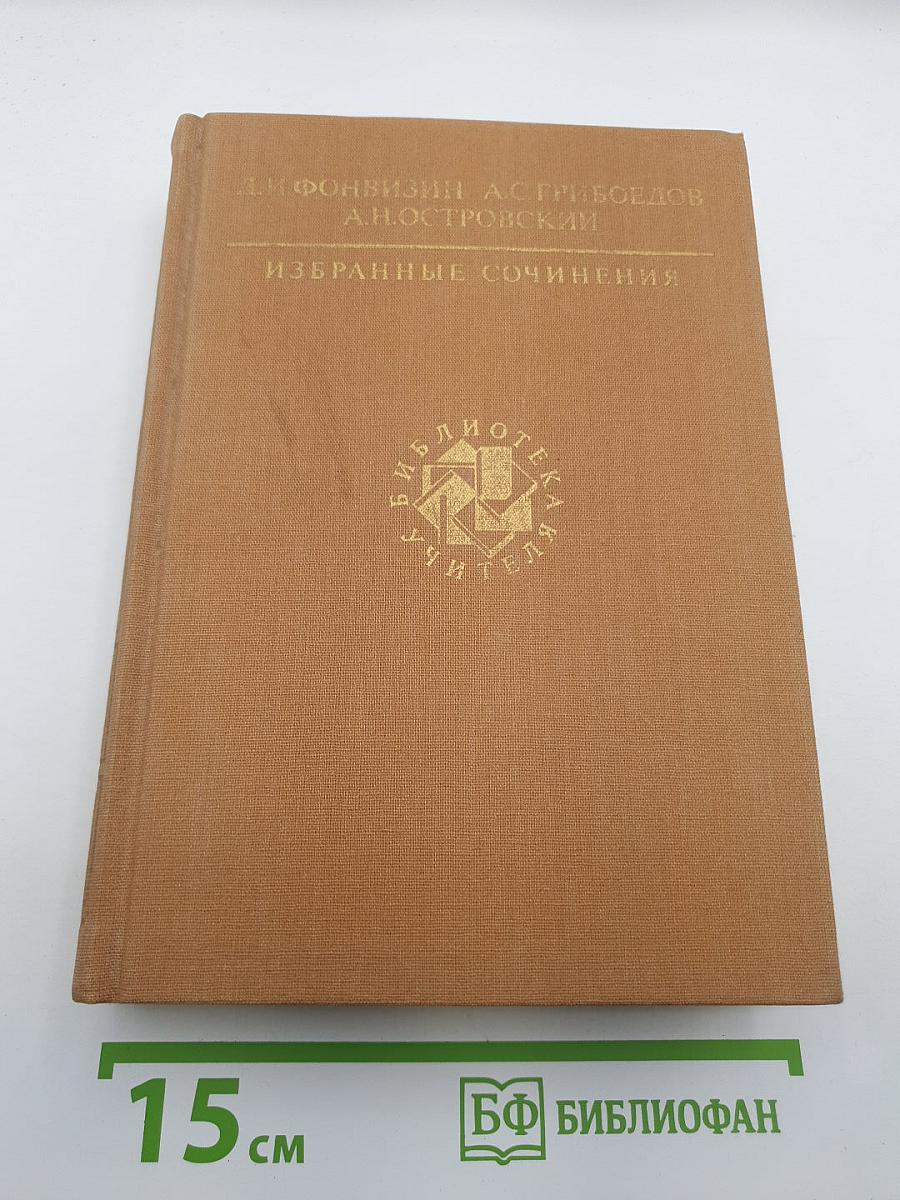 Д.И.ФОНВИЗИН А.С.ГРИБОЕДОВ
А.Н.ОСТРОВСКИЙ
ИЗБРАННЫЕ СОЧИНЕНИЯ
БИБЛИОТЕКА
УЧИТЕЛЯ
15 см
БФ БИБЛИОФАН